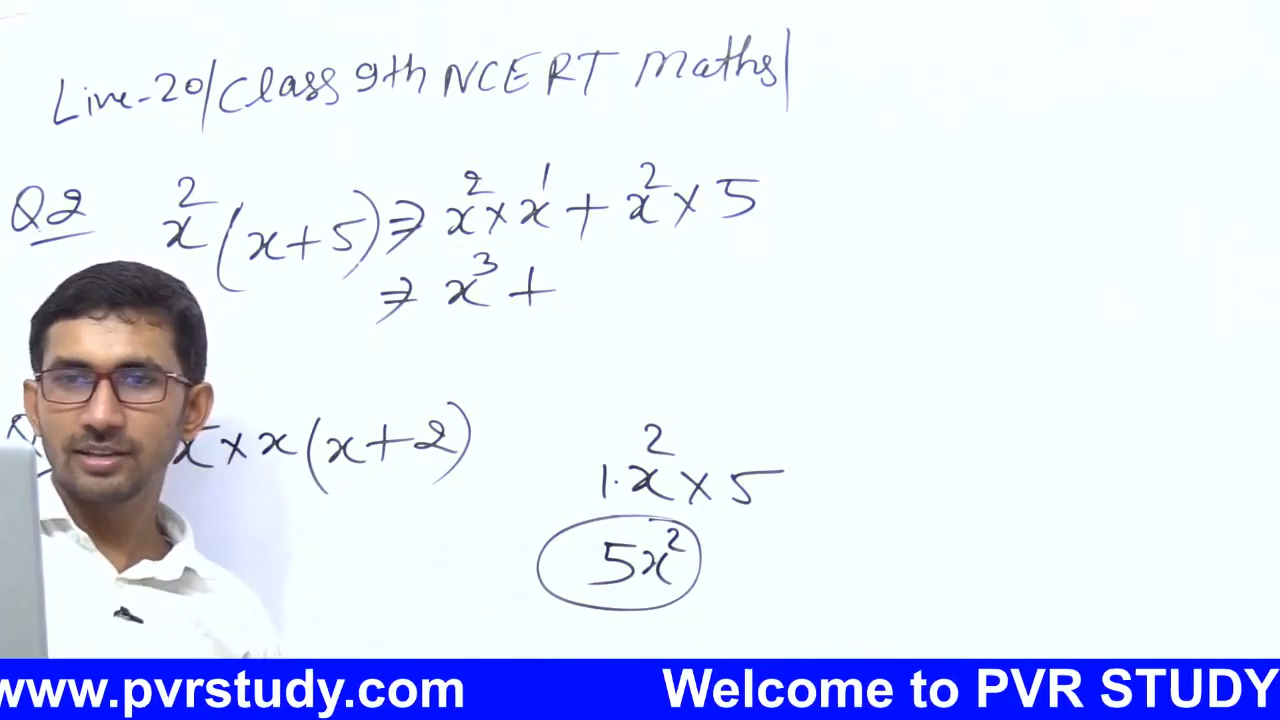 Live-20/Class 9th NCERT Maths|
Q2 x²(x+5) ⇒ x²×x¹+x²×5
⇒ x³+
x×x(x+2)
1.x²×5
5x²
www.pvrstudy.com Welcome to PVR STUDY